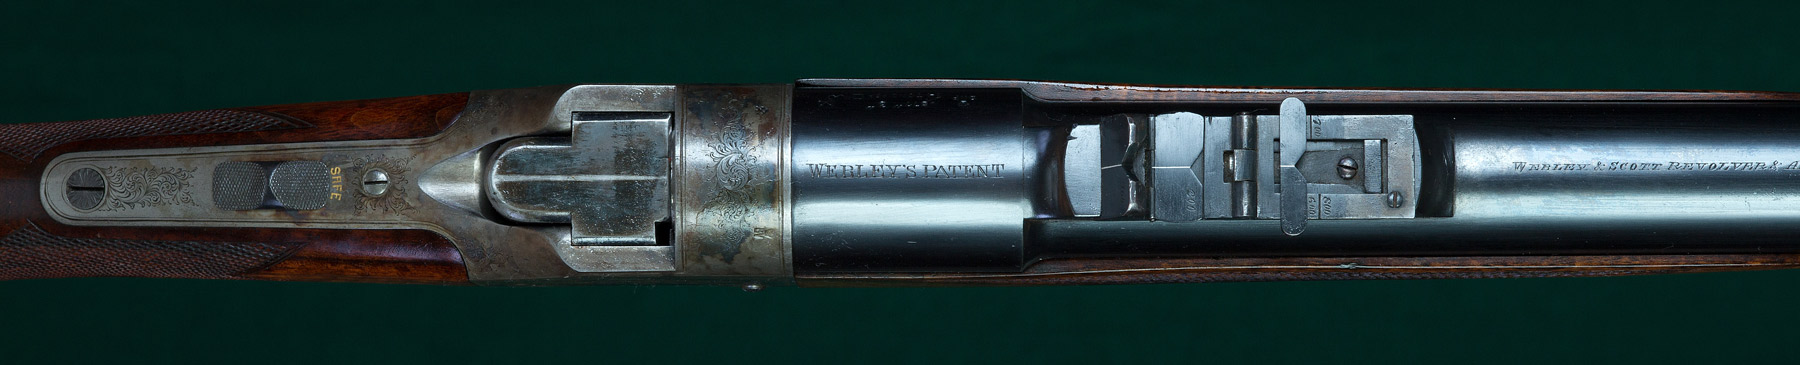 SAFE
WEBLEY'S PATENT
WEBLEY & SCOTT REVOLVER & A